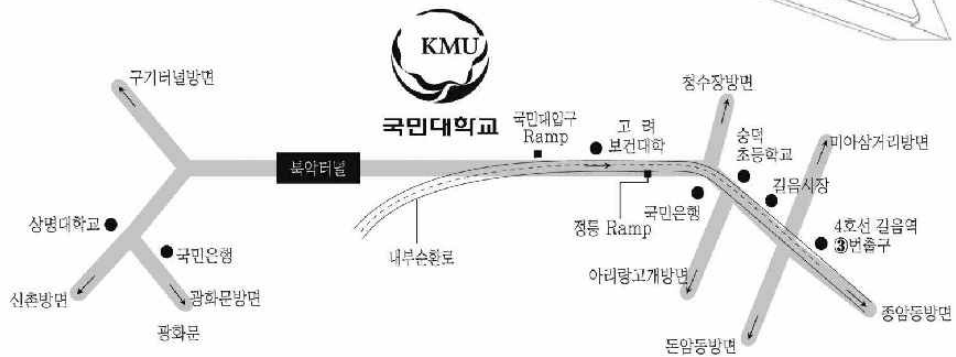 KMU
국민대학교
구기터널방면
북악터널
상명대학교
국민은행
신촌방면
광화문방면
광화문
내부순환로
국민대입구
Ramp
고 려
보건대학
청수장방면
숭덕
초등학교
미아삼거리방면
길음시장
국민은행
정릉 Ramp
4호선 길음역
③번출구
아리랑고개방면
종암동방면
돈암동방면